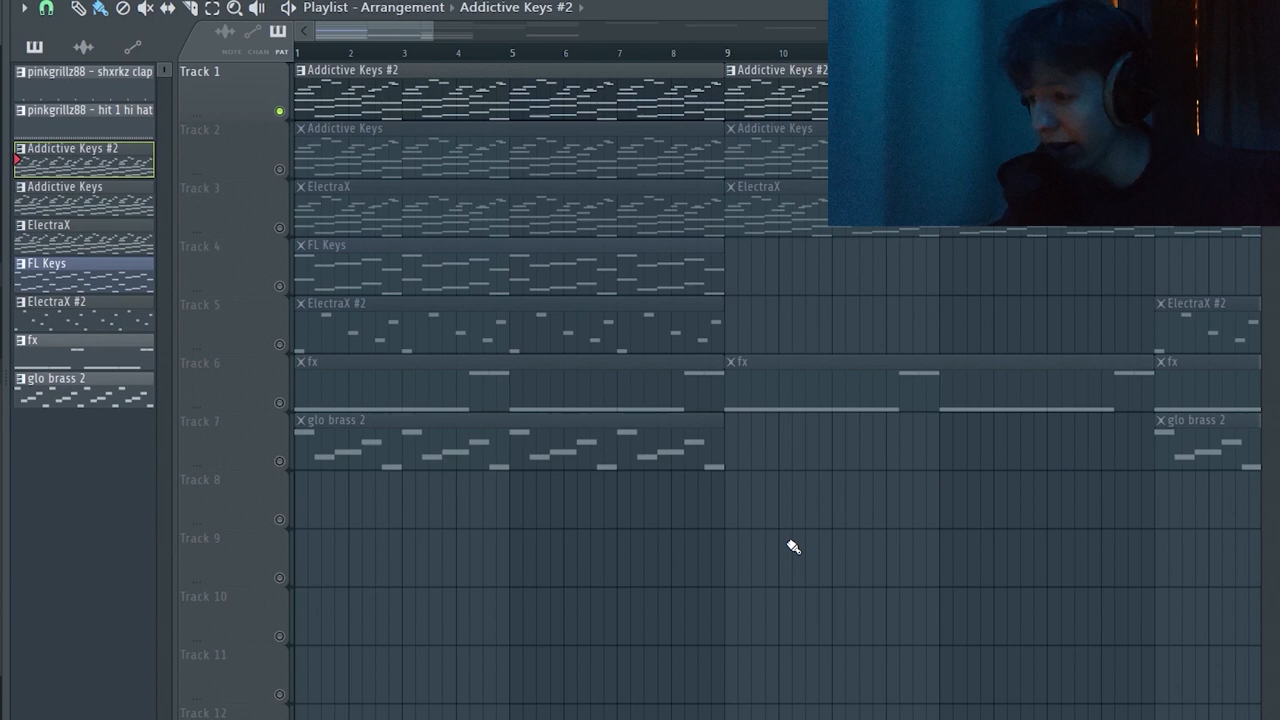 Playlist - Arrangement › Addictive Keys #2 ›
NOTE CHAN PAT
1 2 3 4 5 6 7 8 9 10
pinkgrillz88 - shxrkz clap
pinkgrillz88 - hit 1 hi hat
Addictive Keys #2
Addictive Keys
ElectraX
FL Keys
ElectraX #2
fx
glo brass 2
Track 1
Addictive Keys #2
Addictive Keys #2
Track 2
Addictive Keys
Addictive Keys
Track 3
ElectraX
ElectraX
Track 4
FL Keys
Track 5
ElectraX #2
ElectraX #2
Track 6
fx
fx
fx
Track 7
glo brass 2
glo brass 2
Track 8
Track 9
Track 10
Track 11
Track 12